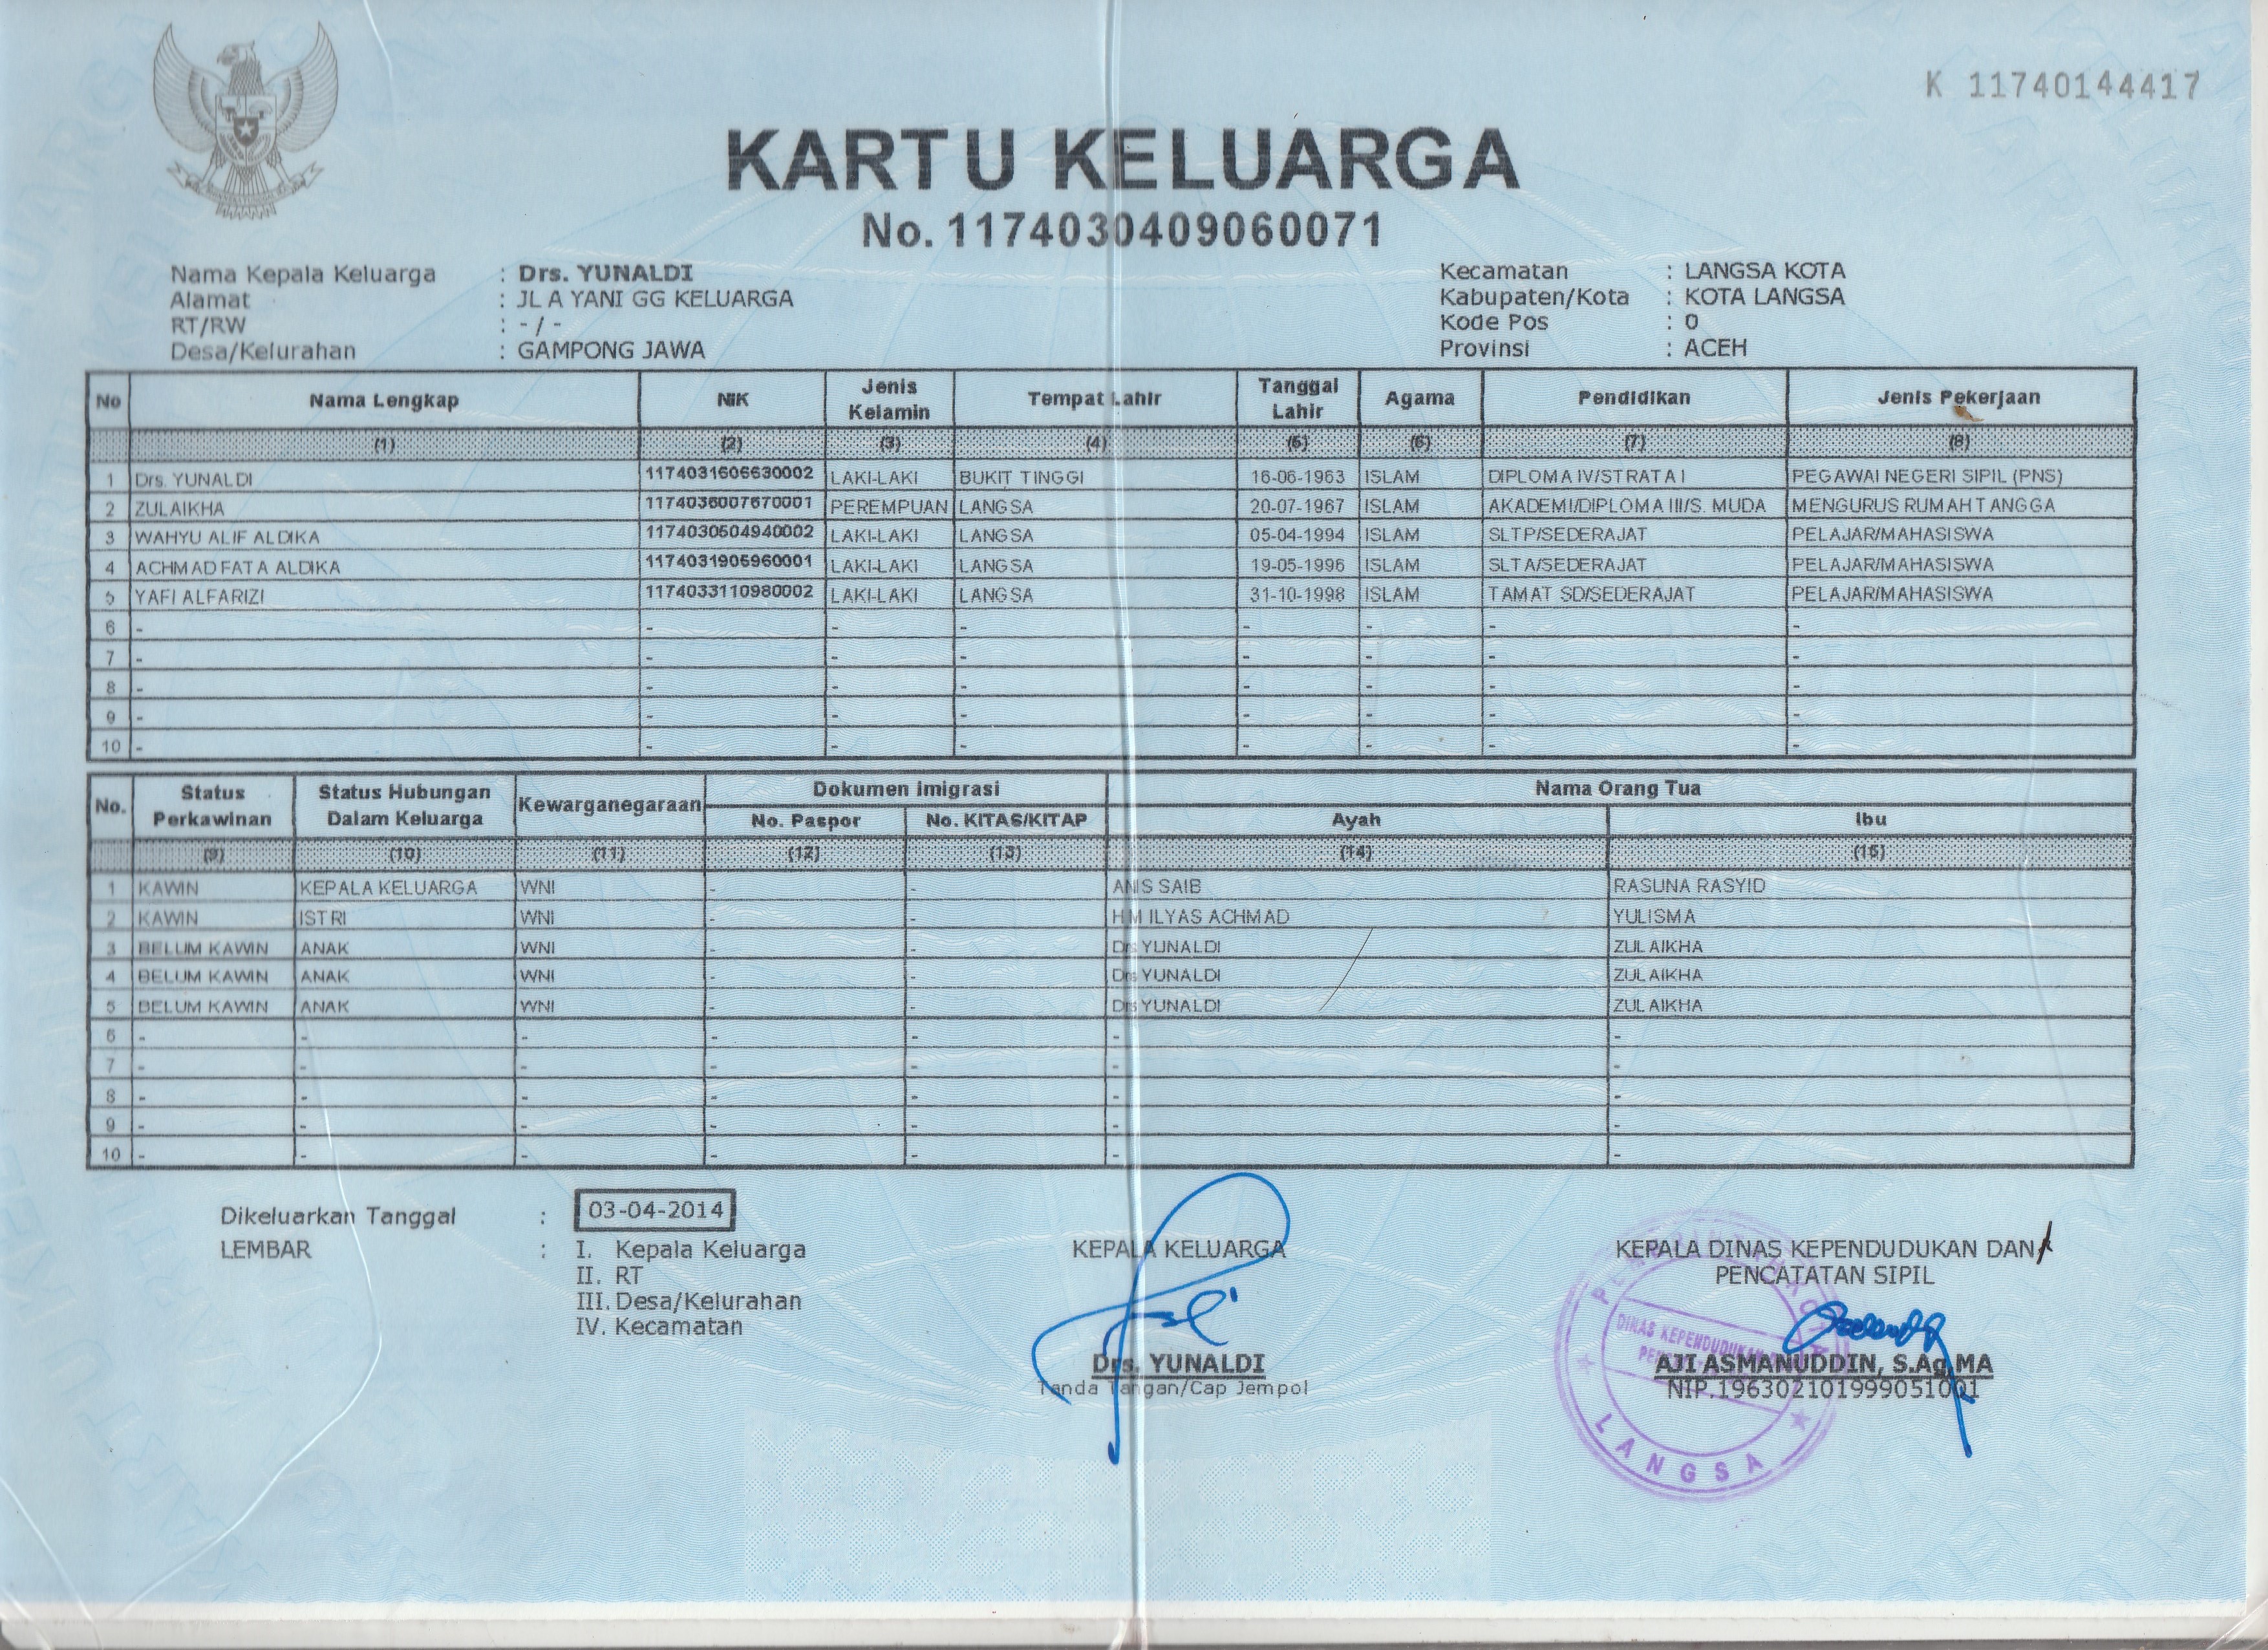 K 11740144417
KARTU KELUARGA
No. 1174030409060071
Nama Kepala Keluarga : Drs. YUNALDI
Alamat : JL A YANI GG KELUARGA
RT/RW : - / -
Desa/Kelurahan : GAMPONG JAWA
Kecamatan : LANGSA KOTA
Kabupaten/Kota : KOTA LANGSA
Kode Pos : 0
Provinsi : ACEH
No Nama Lengkap NIK Jenis Kelamin Tempat Lahir Tanggal Lahir Agama Pendidikan Jenis Pekerjaan
(1) (2) (3) (4) (5) (6) (7) (8)
1 Drs. YUNALDI 1174031606630002 LAKI-LAKI BUKIT TINGGI 16-06-1963 ISLAM DIPLOMA IV/STRATA I PEGAWAI NEGERI SIPIL (PNS)
2 ZULAIKHA 1174036007670001 PEREMPUAN LANGSA 20-07-1967 ISLAM AKADEMI/DIPLOMA III/S. MUDA MENGURUS RUMAH TANGGA
3 WAHYU ALIF ALDIKA 1174030504940002 LAKI-LAKI LANGSA 05-04-1994 ISLAM SLTP/SEDERAJAT PELAJAR/MAHASISWA
4 ACHMAD FATA ALDIKA 1174031905960001 LAKI-LAKI LANGSA 19-05-1996 ISLAM SLTA/SEDERAJAT PELAJAR/MAHASISWA
5 YAFI ALFARIZI 1174033110980002 LAKI-LAKI LANGSA 31-10-1998 ISLAM TAMAT SD/SEDERAJAT PELAJAR/MAHASISWA
6 - - - - - - - -
7 - - - - - - - -
8 - - - - - - - -
9 - - - - - - - -
10 - - - - - - - -
No. Status Perkawinan Status Hubungan Dalam Keluarga Kewarganegaraan Dokumen Imigrasi Nama Orang Tua
No. Paspor No. KITAS/KITAP Ayah Ibu
(9) (10) (11) (12) (13) (14) (15)
1 KAWIN KEPALA KELUARGA WNI - - ANIS SAIB RASUNA RASYID
2 KAWIN ISTRI WNI - - H M ILYAS ACHMAD YULISMA
3 BELUM KAWIN ANAK WNI - - Drs YUNALDI ZULAIKHA
4 BELUM KAWIN ANAK WNI - - Drs YUNALDI ZULAIKHA
5 BELUM KAWIN ANAK WNI - - Drs YUNALDI ZULAIKHA
6 - - - - - - -
7 - - - - - - -
8 - - - - - - -
9 - - - - - - -
10 - - - - - - -
Dikeluarkan Tanggal : 03-04-2014
LEMBAR : I. Kepala Keluarga
II. RT
III. Desa/Kelurahan
IV. Kecamatan
KEPALA KELUARGA
Drs. YUNALDI
Tanda Tangan/Cap Jempol
KEPALA DINAS KEPENDUDUKAN DAN
PENCATATAN SIPIL
AJI ASMANUDDIN, S.Ag,MA
NIP.196302101999051001
DINAS KEPENDUDUKAN
LANGSA